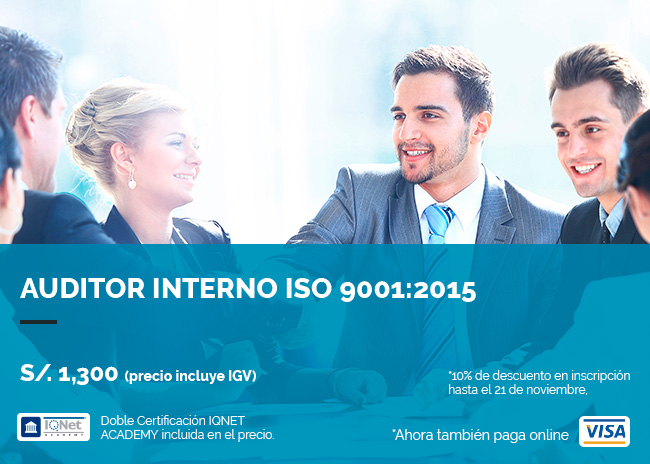 AUDITOR INTERNO ISO 9001:2015
S/. 1,300 (precio incluye IGV)
*10% de descuento en inscripción
hasta el 21 de noviembre,
IQNet
ACADEMY
Doble Certificación IQNET
ACADEMY incluida en el precio.
*Ahora también paga online
VISA